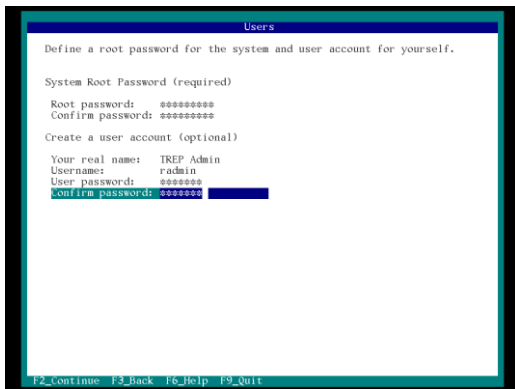 Users
Define a root password for the system and user account for yourself.
System Root Password (required)
Root password: *********
Confirm password: *********
Create a user account (optional)
Your real name: TREP Admin
Username: radmin
User password: *******
Confirm password: *******
F2_Continue F3_Back F6_Help F9_Quit